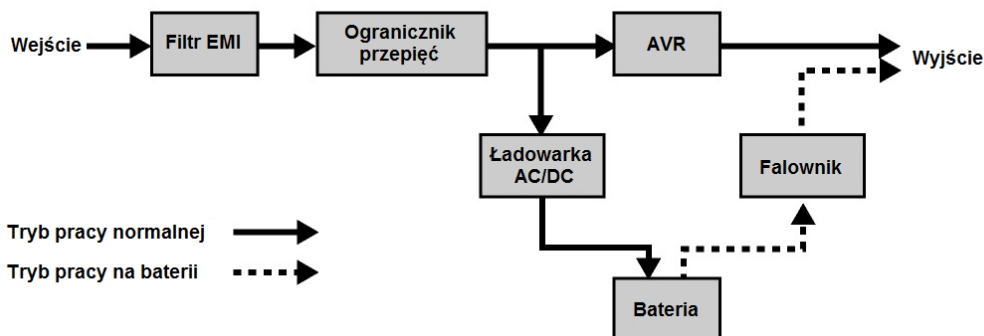 Wejście
Filtr EMI
Ogranicznik
przepięć
AVR
Wyjście
Ładowarka
AC/DC
Falownik
Tryb pracy normalnej
Tryb pracy na baterii
Bateria